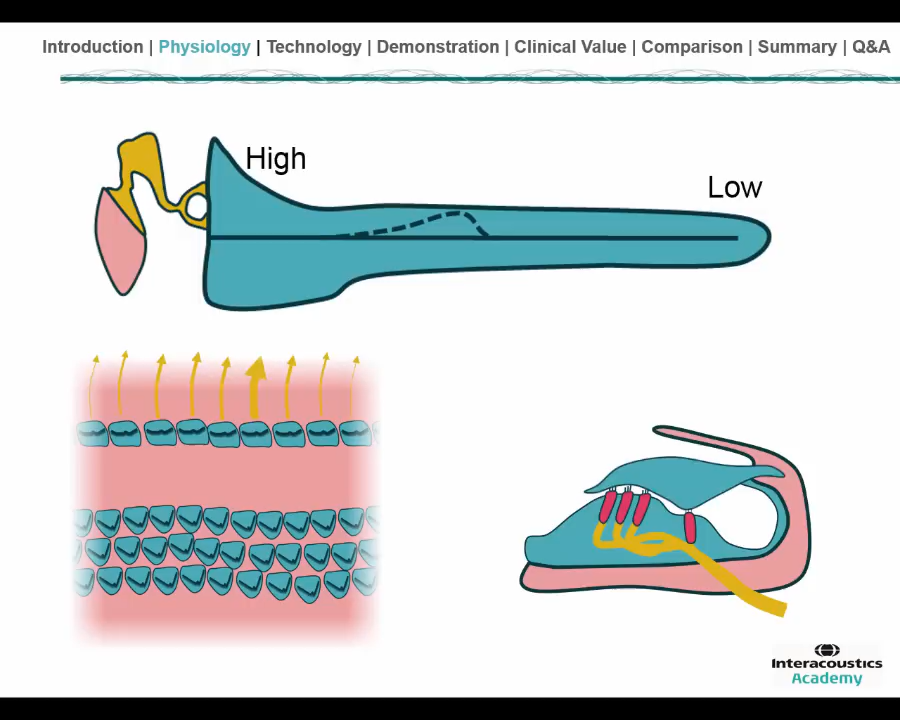 Introduction | Physiology | Technology | Demonstration | Clinical Value | Comparison | Summary | Q&A
High
Low
Interacoustics
Academy